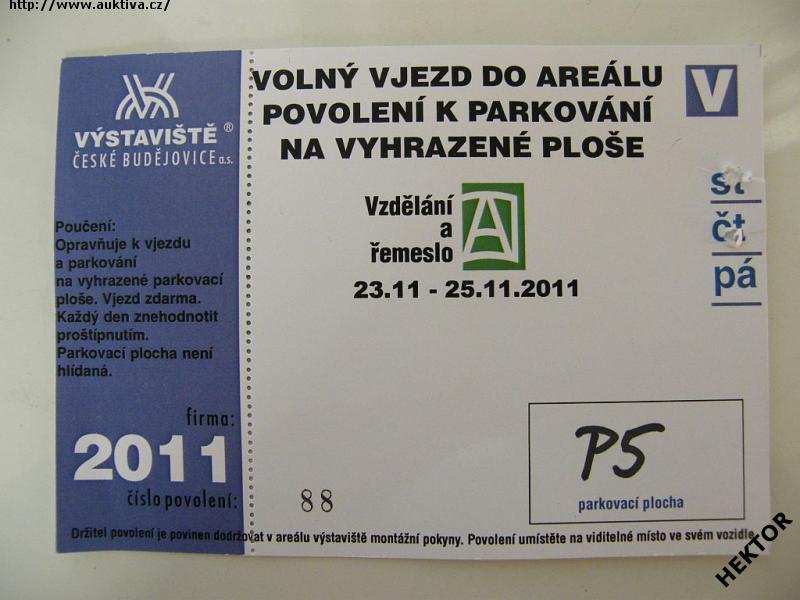 http://www.auktiva.cz/
VÝSTAVIŠTĚ ®
ČESKÉ BUDĚJOVICE a.s.
Poučení:
Opravňuje k vjezdu
a parkování
na vyhrazené parkovací
ploše. Vjezd zdarma.
Každý den znehodnotit
proštípnutím.
Parkovací plocha není
hlídaná.
firma:
2011
číslo povolení:
VOLNÝ VJEZD DO AREÁLU
POVOLENÍ K PARKOVÁNÍ
NA VYHRAZENÉ PLOŠE
Vzdělání
a
řemeslo
23.11 - 25.11.2011
V
st
čt
pá
88
P5
parkovací plocha
Držitel povolení je povinen dodržovat v areálu výstaviště montážní pokyny. Povolení umístěte na viditelné místo ve svém vozidle.
HEKTOR